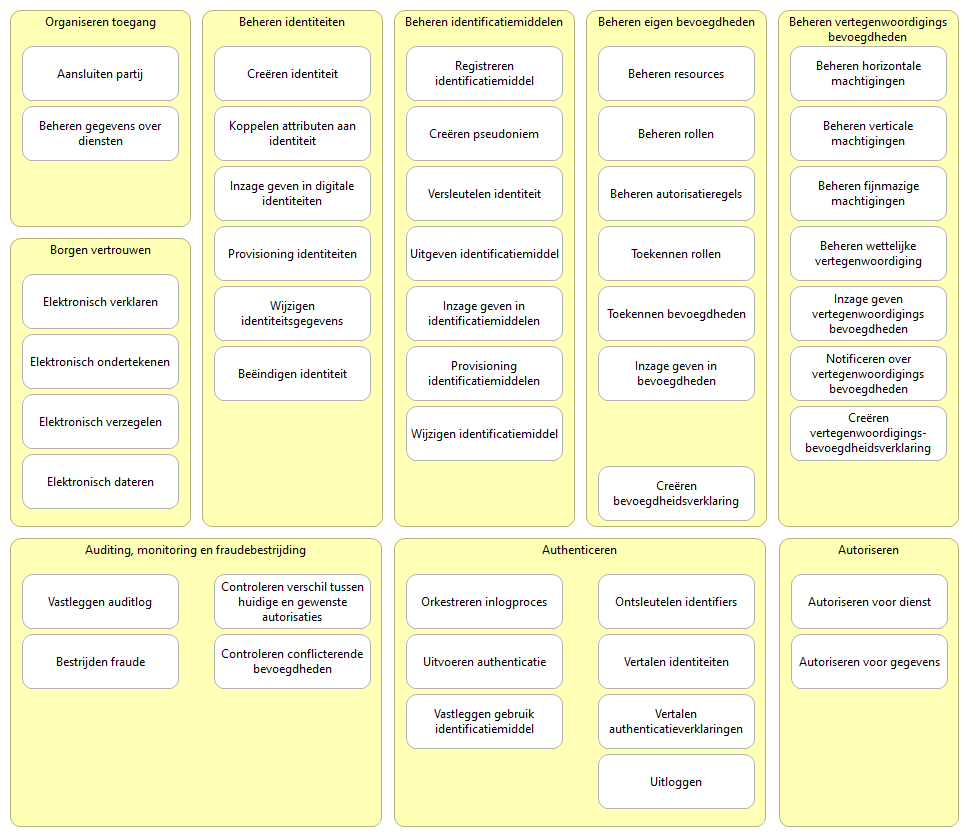 Organiseren toegang
Aansluiten partij
Beheren gegevens over
diensten
Borgen vertrouwen
Elektronisch verklaren
Elektronisch ondertekenen
Elektronisch verzegelen
Elektronisch dateren
Beheren identiteiten
Creëren identiteit
Koppelen attributen aan
identiteit
Inzage geven in digitale
identiteiten
Provisioning identiteiten
Wijzigen
identiteitsgegevens
Beëindigen identiteit
Beheren identificatiemiddelen
Registreren
identificatiemiddel
Creëren pseudoniem
Versleutelen identiteit
Uitgeven identificatiemiddel
Inzage geven in
identificatiemiddelen
Provisioning
identificatiemiddelen
Wijzigen identificatiemiddel
Beheren eigen bevoegdheden
Beheren resources
Beheren rollen
Beheren autorisatieregels
Toekennen rollen
Toekennen bevoegdheden
Inzage geven in
bevoegdheden
Creëren
bevoegdheidsverklaring
Beheren vertegenwoordigings
bevoegdheden
Beheren horizontale
machtigingen
Beheren verticale
machtigingen
Beheren fijnmazige
machtigingen
Beheren wettelijke
vertegenwoordiging
Inzage geven
vertegenwoordigings
bevoegdheden
Notificeren over
vertegenwoordigings
bevoegdheden
Creëren
vertegenwoordigings-
bevoegdheidsverklaring
Auditing, monitoring en fraudebestrijding
Vastleggen auditlog
Bestrijden fraude
Controleren verschil tussen
huidige en gewenste
autorisaties
Controleren conflicterende
bevoegdheden
Authenticeren
Orkestreren inlogproces
Uitvoeren authenticatie
Vastleggen gebruik
identificatiemiddel
Ontsleutelen identifiers
Vertalen identiteiten
Vertalen
authenticatieverklaringen
Uitloggen
Autoriseren
Autoriseren voor dienst
Autoriseren voor gegevens